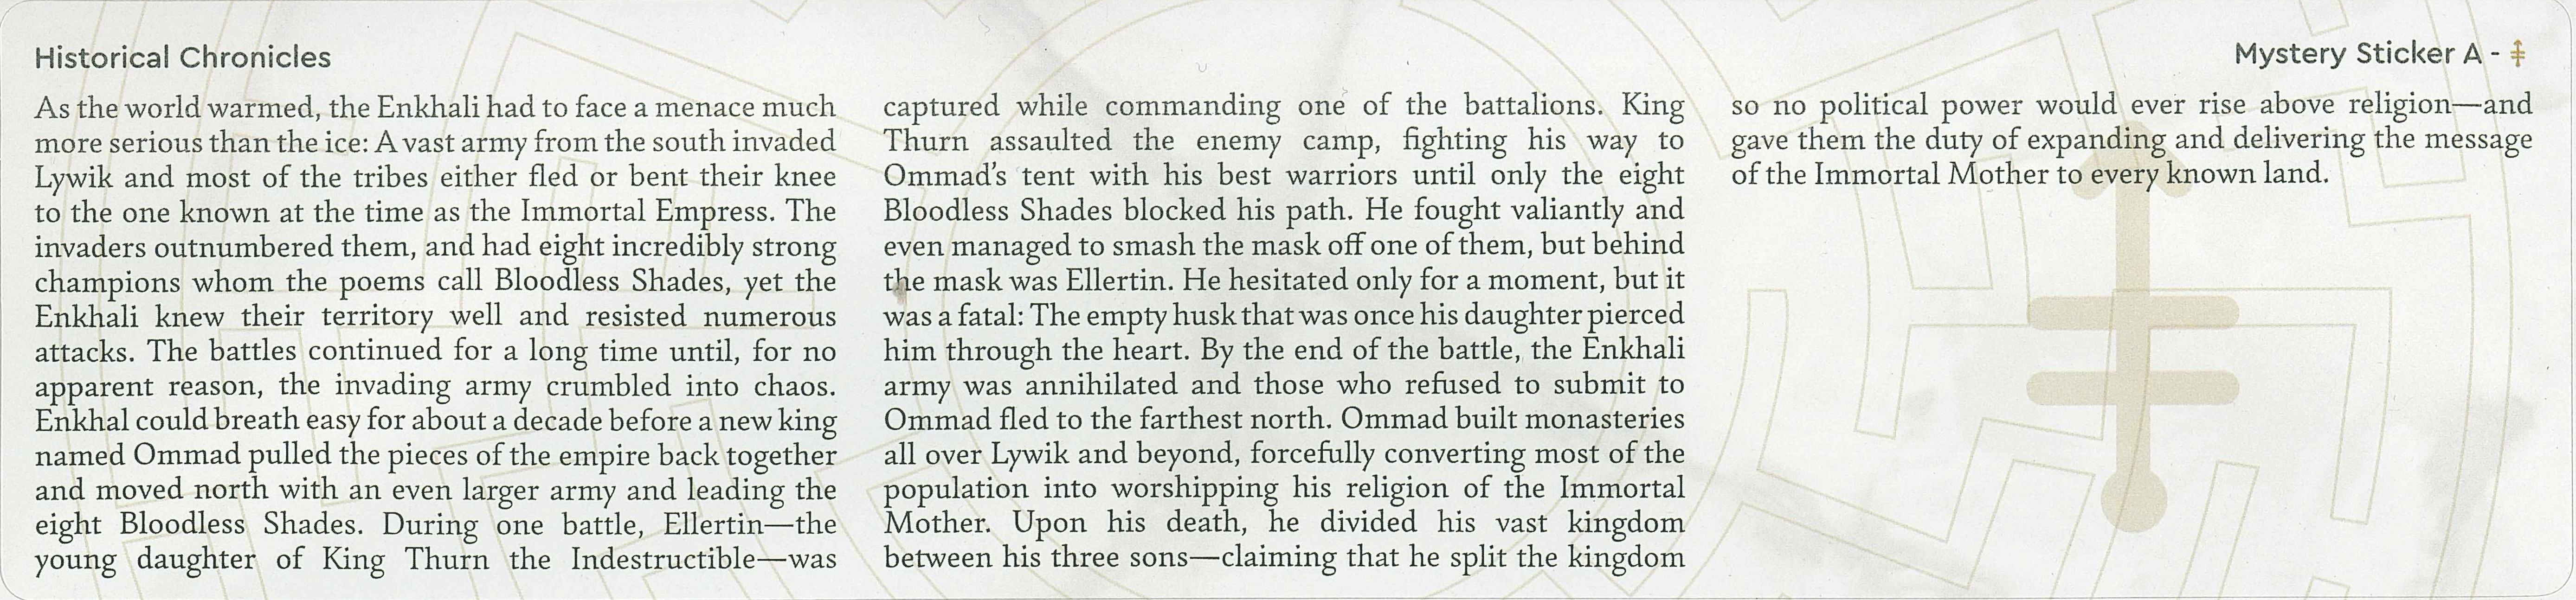 Historical Chronicles
Mystery Sticker A -
As the world warmed, the Enkhali had to face a menace much
more serious than the ice: A vast army from the south invaded
Lywik and most of the tribes either fled or bent their knee
to the one known at the time as the Immortal Empress. The
invaders outnumbered them, and had eight incredibly strong
champions whom the poems call Bloodless Shades, yet the
Enkhali knew their territory well and resisted numerous
attacks. The battles continued for a long time until, for no
apparent reason, the invading army crumbled into chaos.
Enkhal could breath easy for about a decade before a new king
named Ommad pulled the pieces of the empire back together
and moved north with an even larger army and leading the
eight Bloodless Shades. During one battle, Ellertin—the
young daughter of King Thurn the Indestructible—was
captured while commanding one of the battalions. King
Thurn assaulted the enemy camp, fighting his way to
Ommad's tent with his best warriors until only the eight
Bloodless Shades blocked his path. He fought valiantly and
even managed to smash the mask off one of them, but behind
the mask was Ellertin. He hesitated only for a moment, but it
was a fatal: The empty husk that was once his daughter pierced
him through the heart. By the end of the battle, the Enkhali
army was annihilated and those who refused to submit to
Ommad fled to the farthest north. Ommad built monasteries
all over Lywik and beyond, forcefully converting most of the
population into worshipping his religion of the Immortal
Mother. Upon his death, he divided his vast kingdom
between his three sons—claiming that he split the kingdom
so no political power would ever rise above religion—and
gave them the duty of expanding and delivering the message
of the Immortal Mother to every known land.